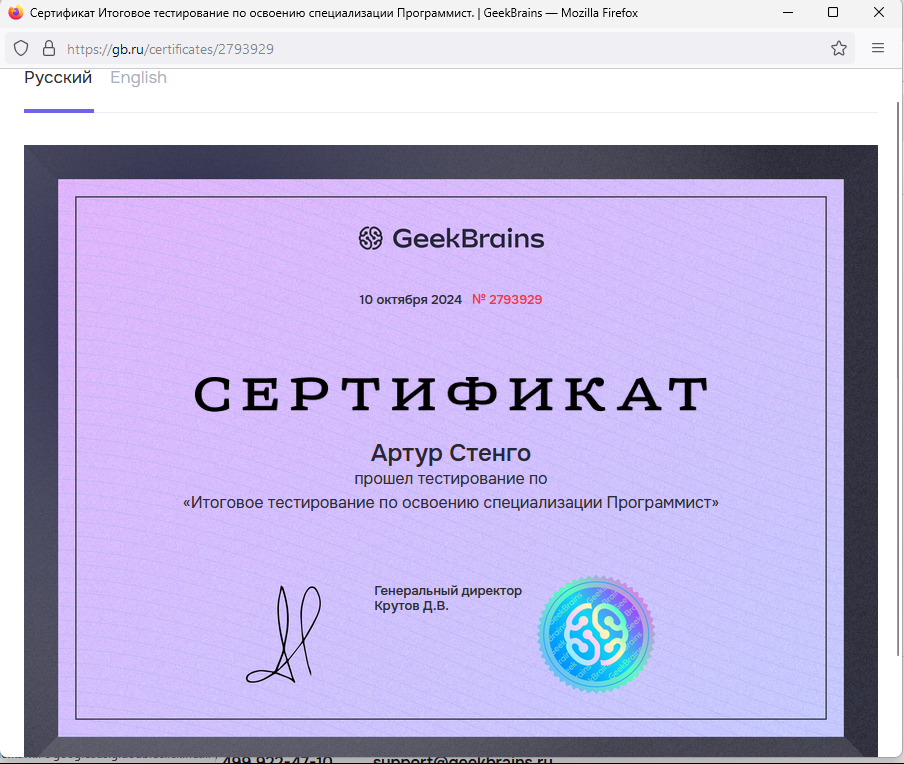 Сертификат Итоговое тестирование по освоению специализации Программист. | GeekBrains — Mozilla Firefox
https://gb.ru/certificates/2793929
Русский English
GeekBrains
10 октября 2024 № 2793929
СЕРТИФИКАТ
Артур Стенго
прошел тестирование по
«Итоговое тестирование по освоению специализации Программист»
Генеральный директор
Крутов Д.В.
GeekBrains
499 922-47-10 support@geekbrains.ru